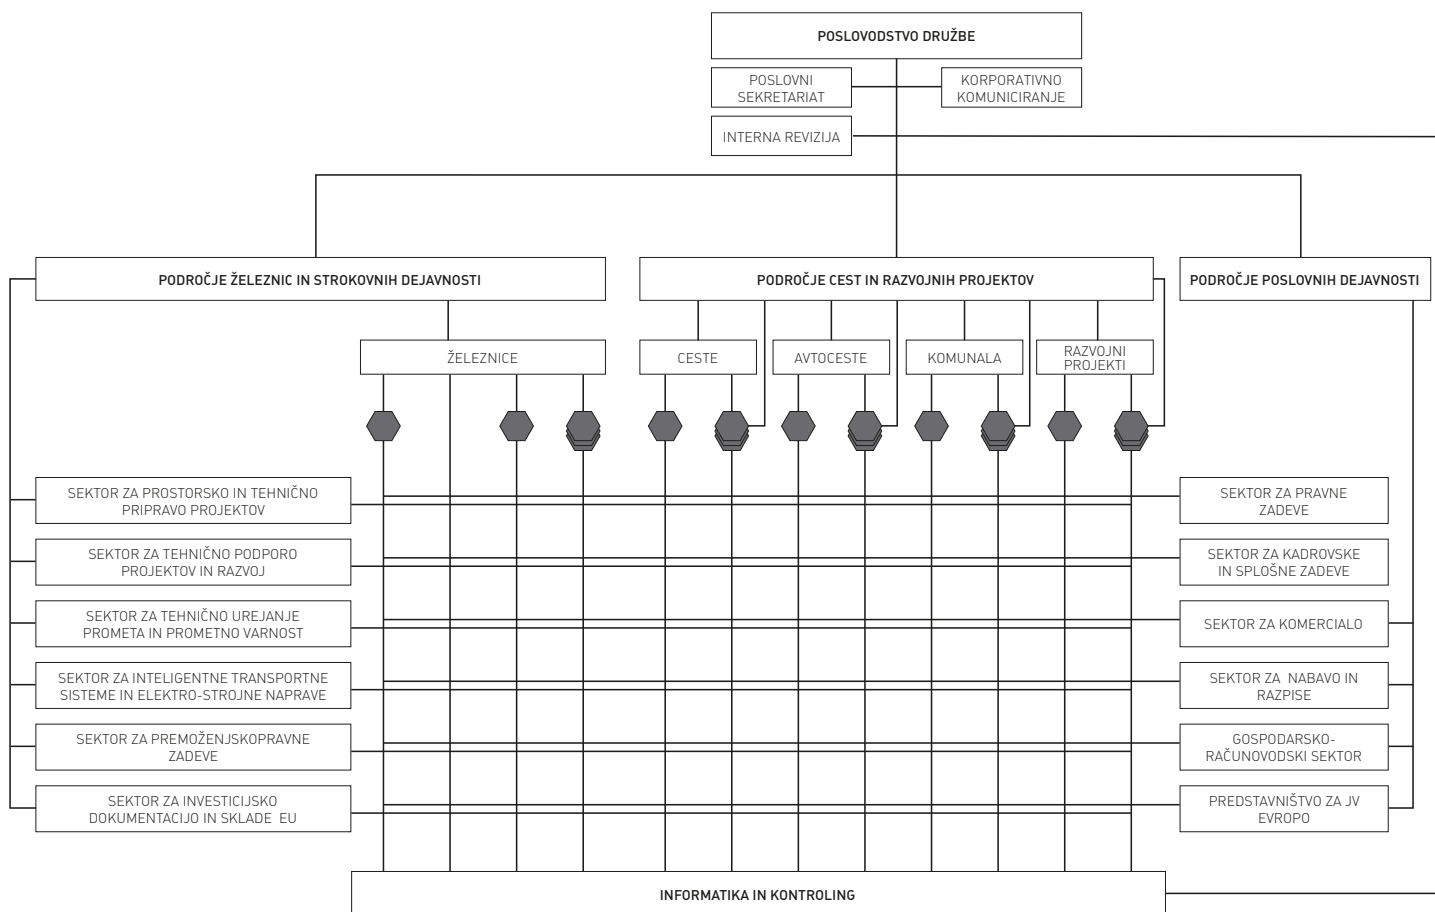 POSLOVODSTVO DRUŽBE
POSLOVNI
SEKRETARIAT
KORPORATIVNO
KOMUNICIRANJE
INTERNA REVIZIJA
PODROČJE ŽELEZNIC IN STROKOVNIH DEJAVNOSTI
PODROČJE CEST IN RAZVOJNIH PROJEKTOV
PODROČJE POSLOVNIH DEJAVNOSTI
ŽELEZNICE
CESTE
AVTOCESTE
KOMUNALA
RAZVOJNI
PROJEKTI
SEKTOR ZA PROSTORSKO IN TEHNIČNO
PRIPRAVO PROJEKTOV
SEKTOR ZA TEHNIČNO PODPORO
PROJEKTOV IN RAZVOJ
SEKTOR ZA TEHNIČNO UREJANJE
PROMETA IN PROMETNO VARNOST
SEKTOR ZA INTELIGENTNE TRANSPORTNE
SISTEME IN ELEKTRO-STROJNE NAPRAVE
SEKTOR ZA PREMOŽENJSKOPRAVNE
ZADEVE
SEKTOR ZA INVESTICIJSKO
DOKUMENTACIJO IN SKLADE EU
SEKTOR ZA PRAVNE
ZADEVE
SEKTOR ZA KADROVSKE
IN SPLOŠNE ZADEVE
SEKTOR ZA KOMERCIALO
SEKTOR ZA NABAVO IN
RAZPISE
GOSPODARSKO-
RAČUNOVODSKI SEKTOR
PREDSTAVNIŠTVO ZA JV
EVROPO
INFORMATIKA IN KONTROLING